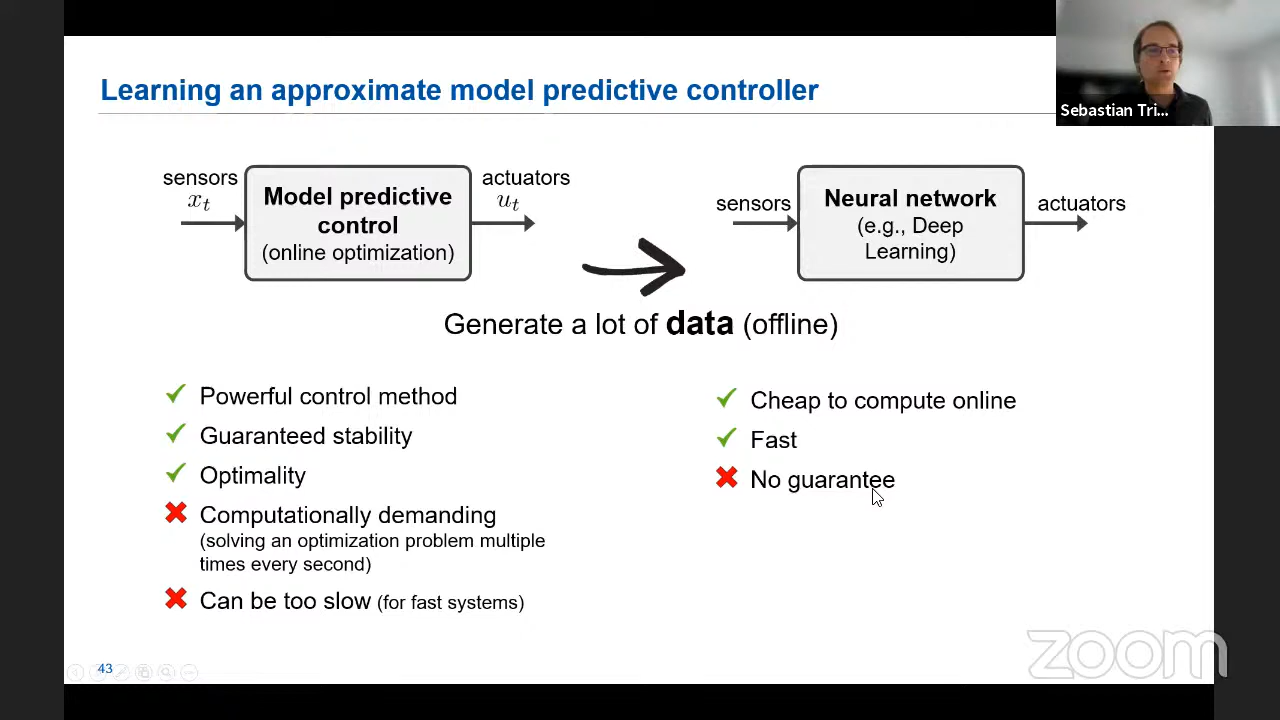 Learning an approximate model predictive controller
Sebastian Tri...
sensors
x_t
Model predictive
control
(online optimization)
actuators
u_t
sensors
Neural network
(e.g., Deep
Learning)
actuators
Generate a lot of data (offline)
Powerful control method
Guaranteed stability
Optimality
Computationally demanding
(solving an optimization problem multiple
times every second)
Can be too slow (for fast systems)
Cheap to compute online
Fast
No guarantee
43
zoom